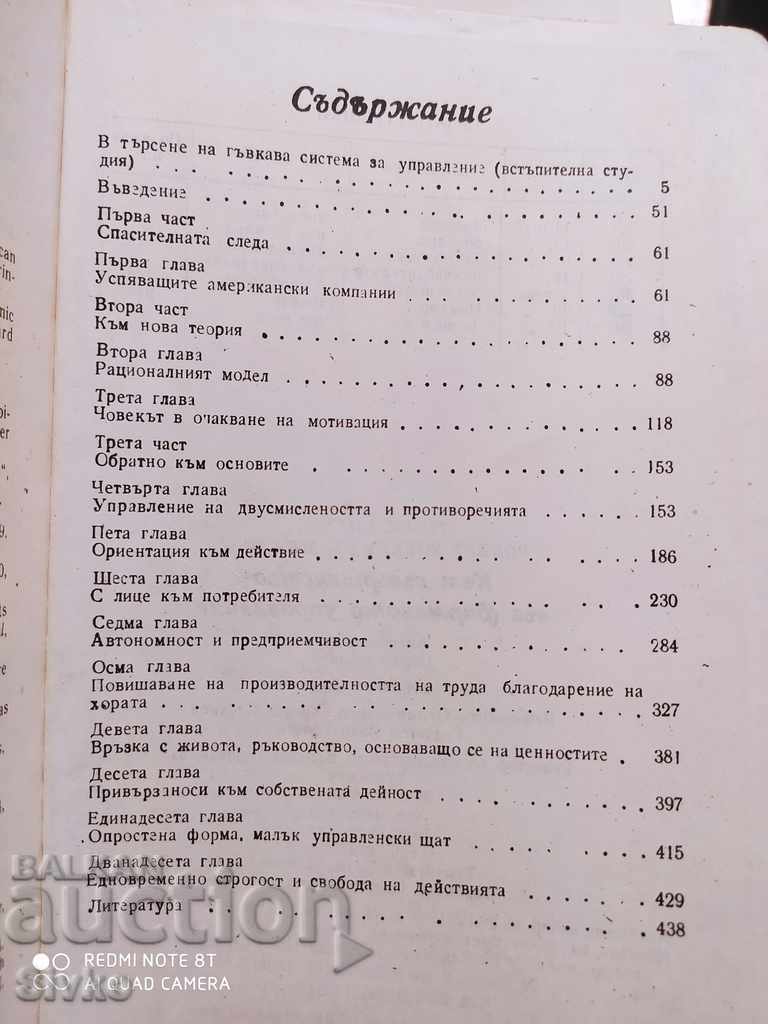 Съдържание
В търсене на гъвкава система за управление (встъпителна сту-
дия) 5
Въведение 51
Първа част
Спасителната следа 61
Първа глава
Успяващите американски компании 61
Втора част
Към нова теория 88
Втора глава
Рационалният модел 88
Трета глава
Човекът в очакване на мотивация 118
Трета част
Обратно към основите 153
Четвърта глава
Управление на двусмислеността и противоречията 153
Пета глава
Ориентация към действие 186
Шеста глава
С лице към потребителя 230
Седма глава
Автономност и предприемчивост 284
Осма глава
Повишаване на производителността на труда благодарение на
хората 327
Девета глава
Връзка с живота, ръководство, основаващо се на ценностите 381
Десета глава
Привързаноси към собствената дейност 397
Единадесета глава
Опростена форма, малък управленски щат 415
Дванадесета глава
Едновременно строгост и свобода на действията 429
Литература 438
BALKAN
auction
REDMI NOTE 8T
AI QUAD CAMERA
Sivko